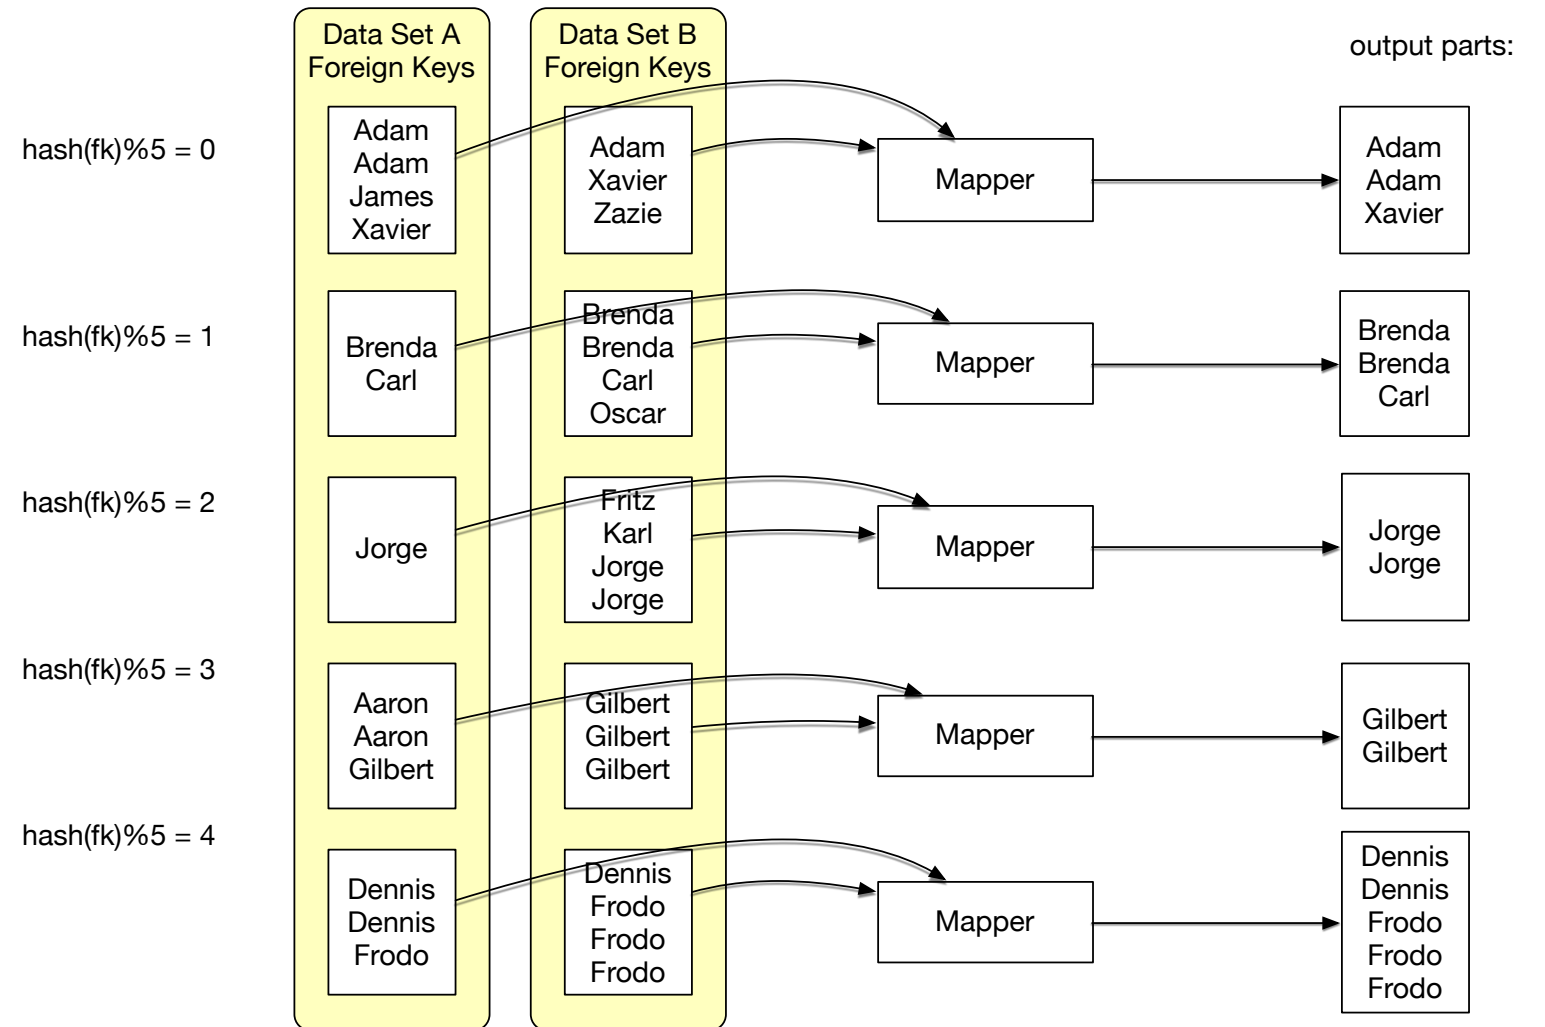 Data Set A
Foreign Keys
Data Set B
Foreign Keys
output parts:
hash(fk)%5 = 0
Adam
Adam
James
Xavier
Adam
Xavier
Zazie
Mapper
Adam
Adam
Xavier
hash(fk)%5 = 1
Brenda
Carl
Brenda
Brenda
Carl
Oscar
Mapper
Brenda
Brenda
Carl
hash(fk)%5 = 2
Jorge
Fritz
Karl
Jorge
Jorge
Mapper
Jorge
Jorge
hash(fk)%5 = 3
Aaron
Aaron
Gilbert
Gilbert
Gilbert
Gilbert
Mapper
Gilbert
Gilbert
hash(fk)%5 = 4
Dennis
Dennis
Frodo
Dennis
Frodo
Frodo
Frodo
Mapper
Dennis
Dennis
Frodo
Frodo
Frodo